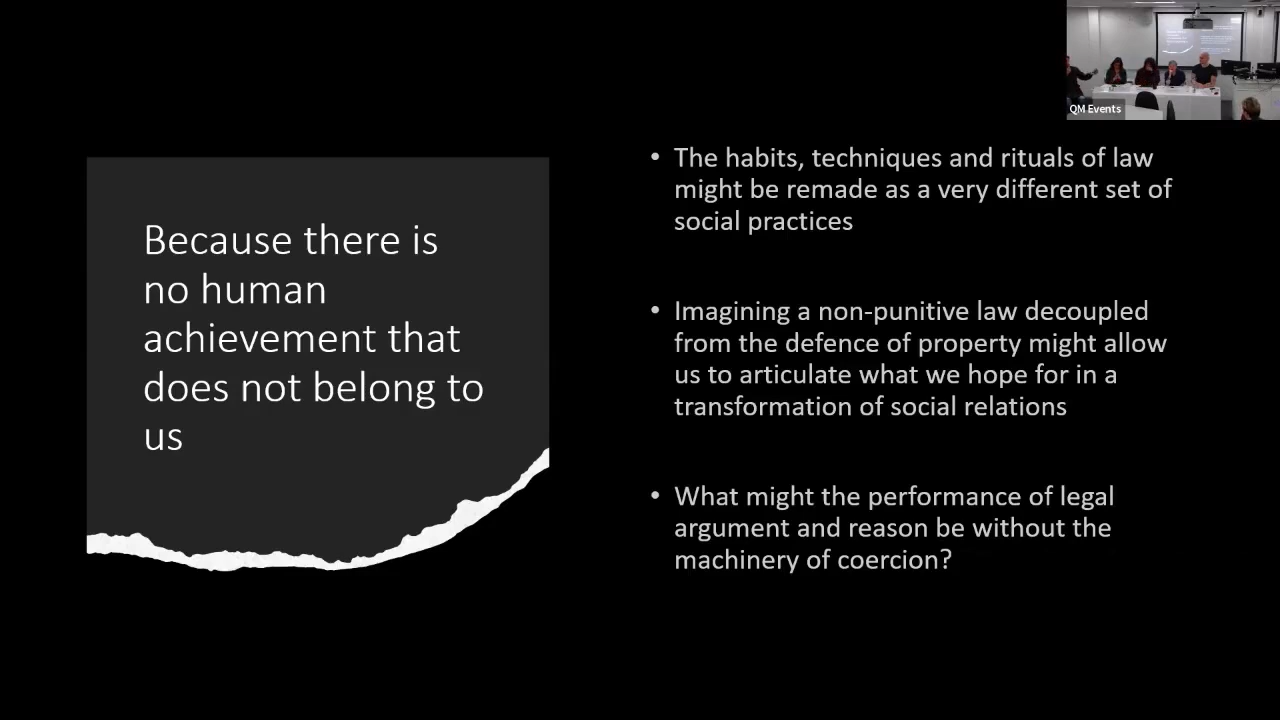 QM Events
Because there is
no human
achievement that
does not belong to
us
• The habits, techniques and rituals of law
might be remade as a very different set of
social practices
• Imagining a non-punitive law decoupled
from the defence of property might allow
us to articulate what we hope for in a
transformation of social relations
• What might the performance of legal
argument and reason be without the
machinery of coercion?